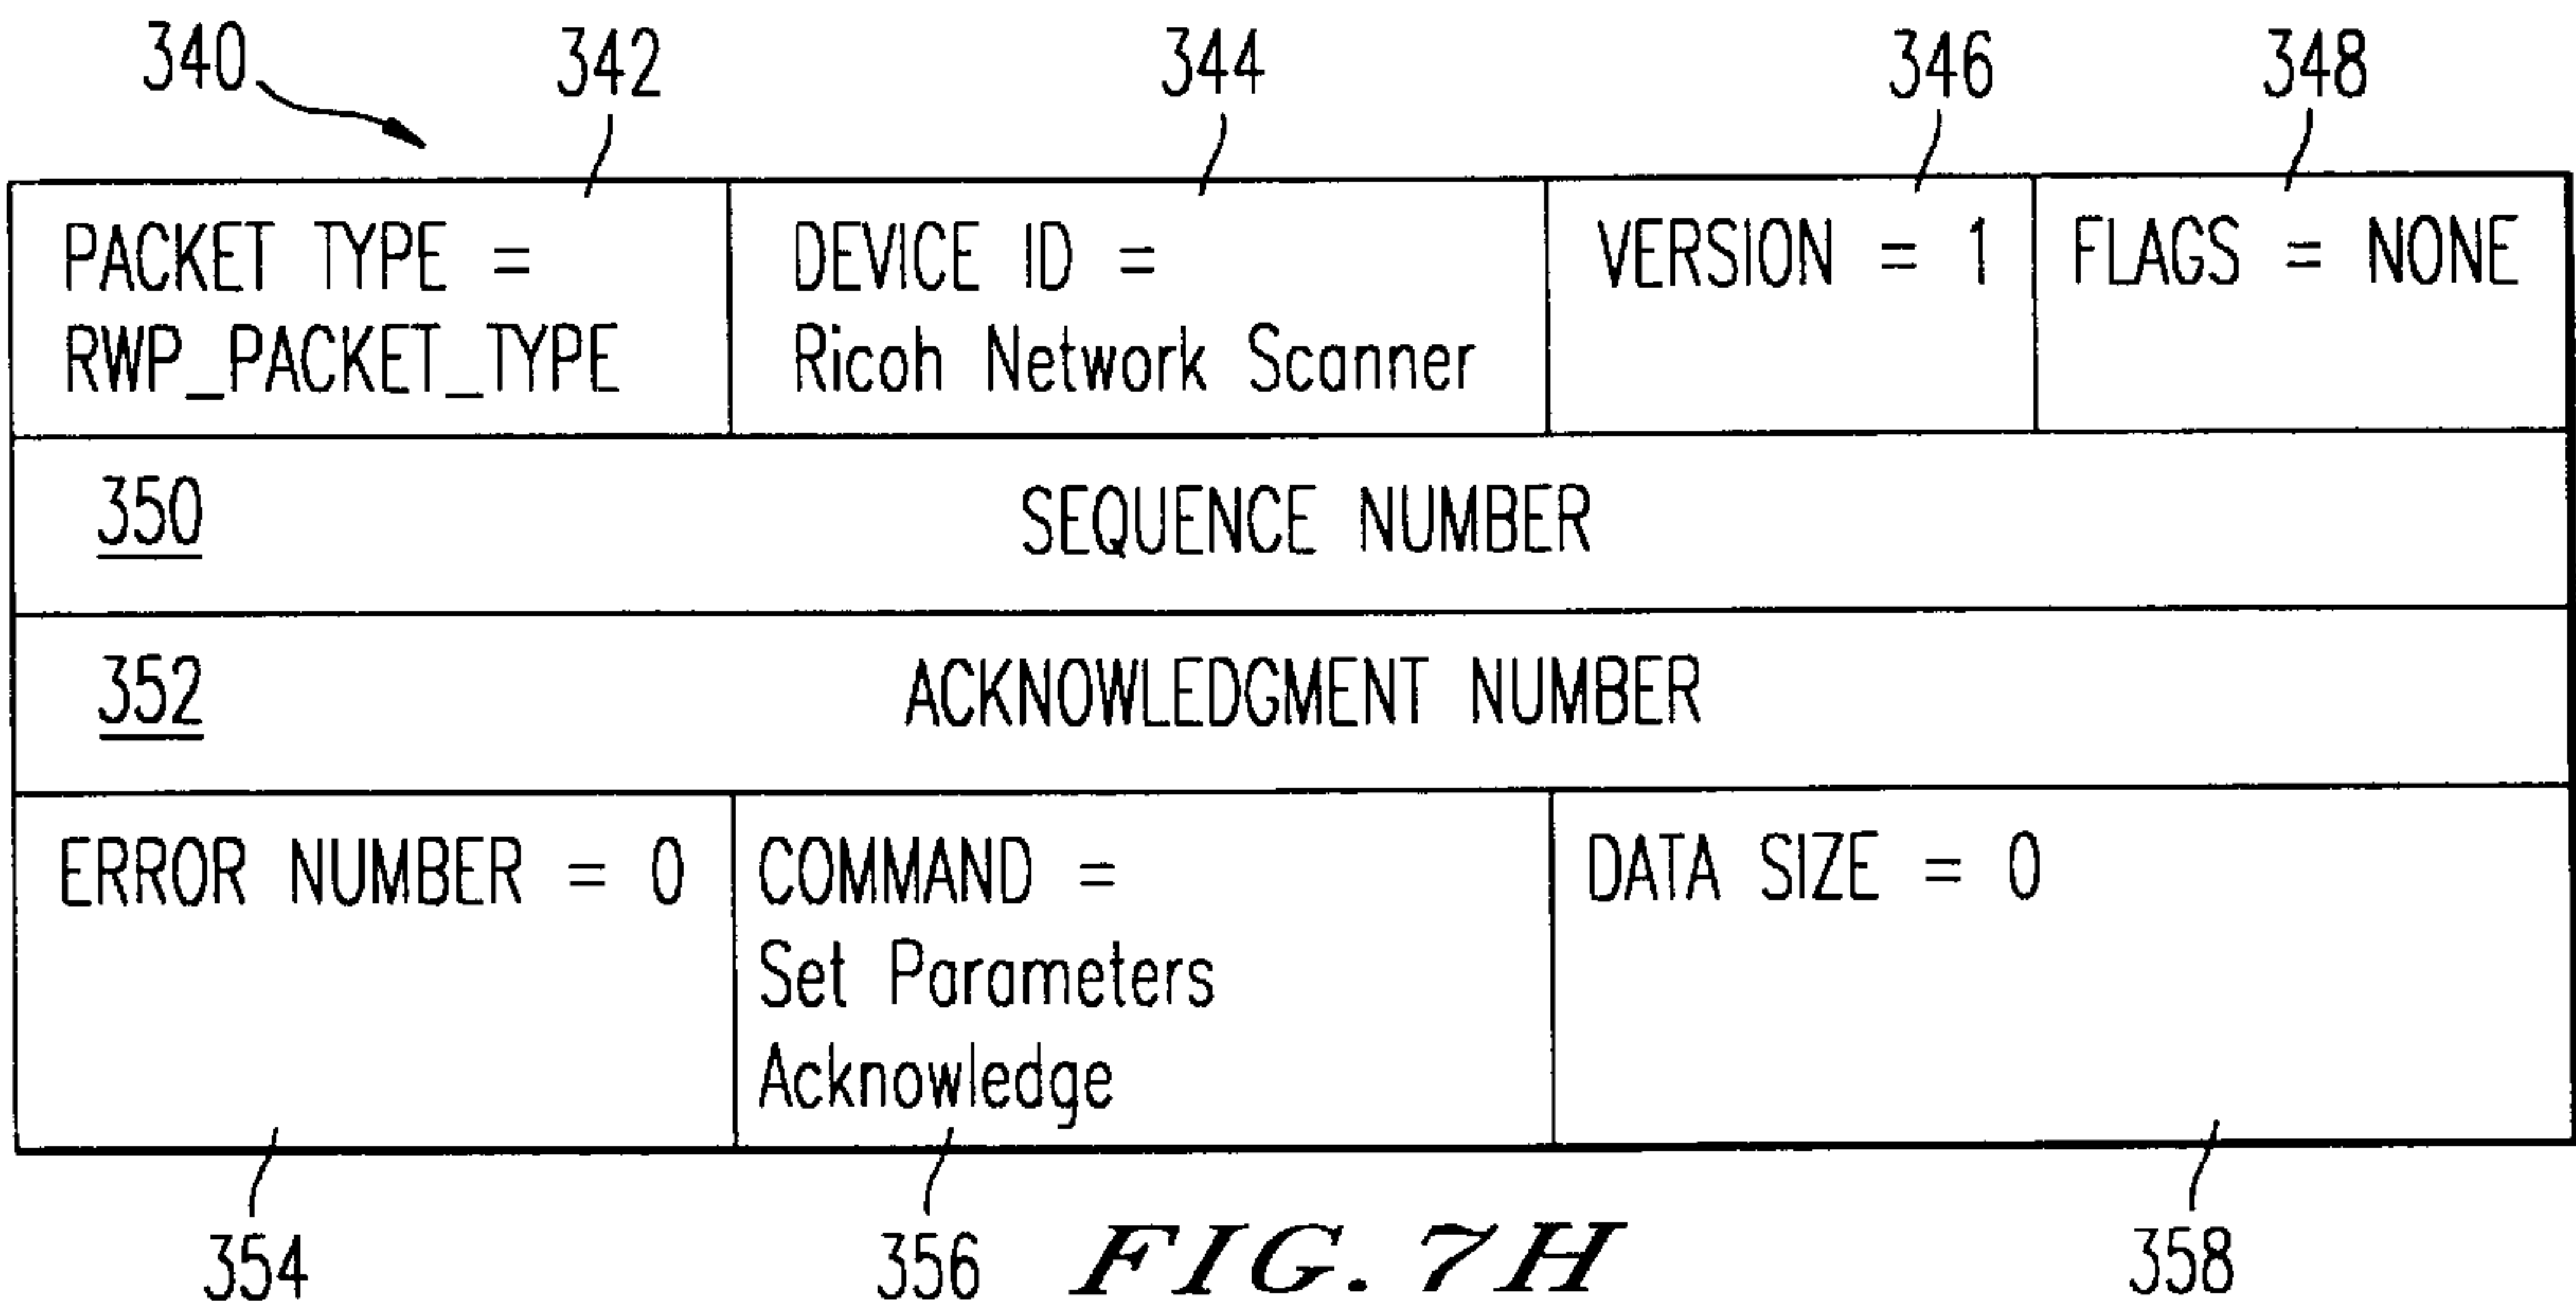 340 342 344 346 348
PACKET TYPE =
RWP_PACKET_TYPE
DEVICE ID =
Ricoh Network Scanner
VERSION = 1
FLAGS = NONE
350 SEQUENCE NUMBER
352 ACKNOWLEDGMENT NUMBER
ERROR NUMBER = 0
COMMAND =
Set Parameters
Acknowledge
DATA SIZE = 0
354 356 358
FIG. 7H